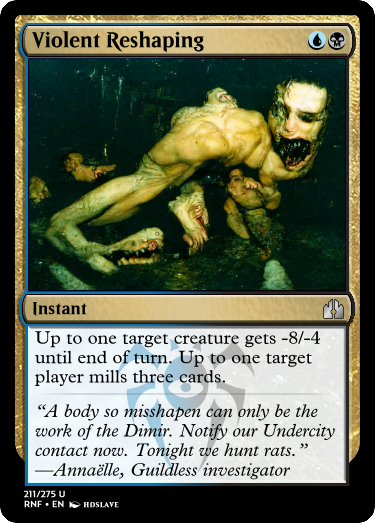 Violent Reshaping
Instant
Up to one target creature gets -8/-4
until end of turn. Up to one target
player mills three cards.
“A body so misshapen can only be the
work of the Dimir. Notify our Undercity
contact now. Tonight we hunt rats.”
—Annaëlle, Guildless investigator
211/275 U
RNF • EN HDSLAVE